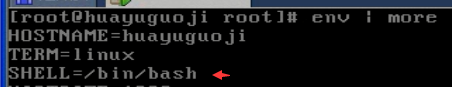 [root@huayuguoji root]# env | more
HOSTNAME=huayuguoji
TERM=linux
SHELL=/bin/bash